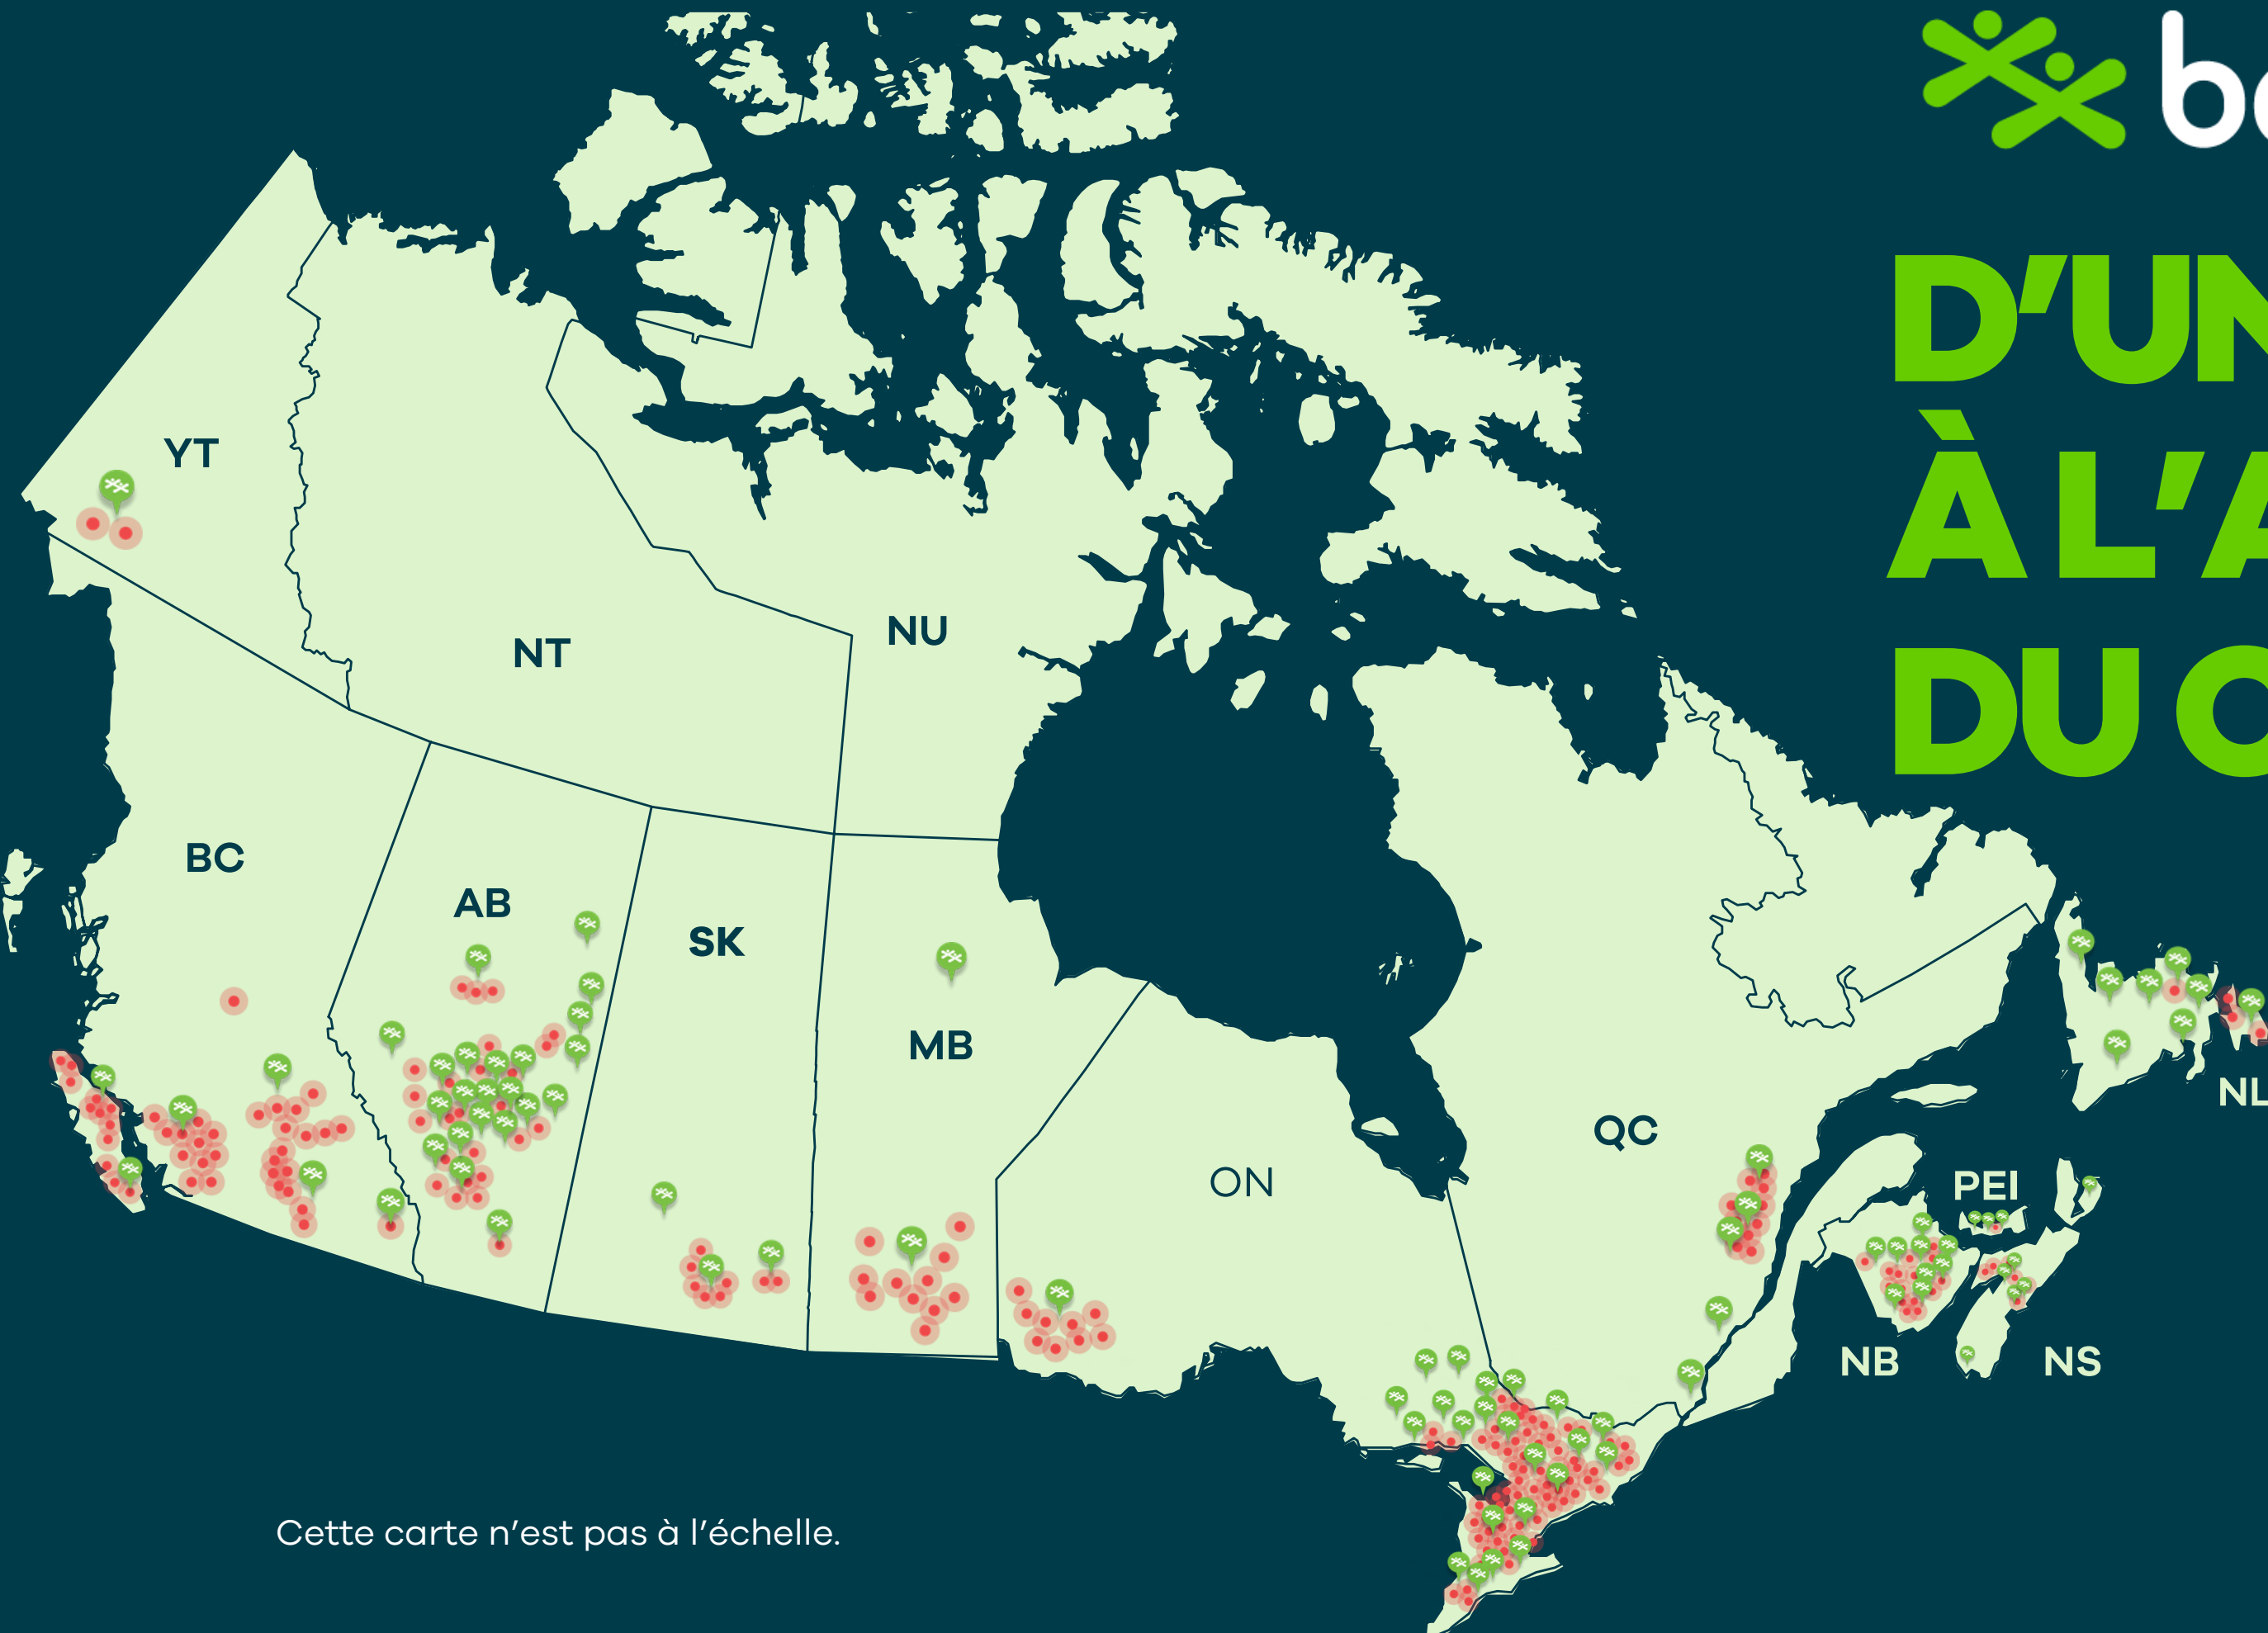 D'UN
À L'A
DU
YT
NT
NU
BC
AB
SK
MB
ON
QC
NL
PEI
NB
NS
Cette carte n'est pas à l'échelle.